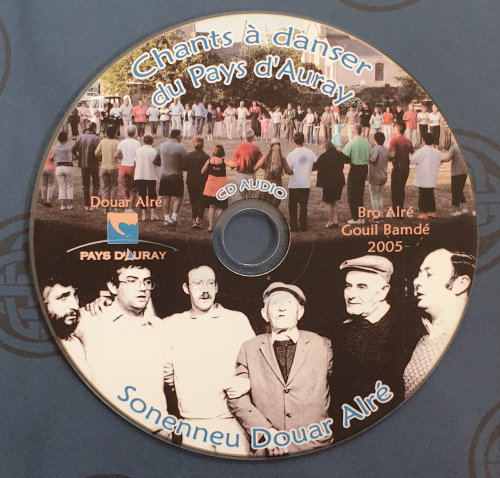 Chants à danser
du Pays d'Auray
CD AUDIO
Douar Alré
PAYS D'AURAY
Bro Alré
Gouil Bamdé
2005
Sonenneu Douar Alré